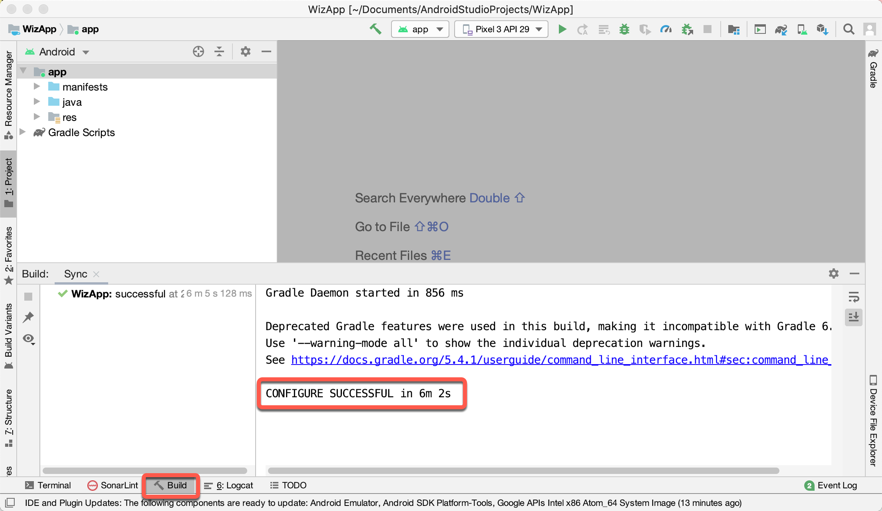 WizApp [~/Documents/AndroidStudioProjects/WizApp]
WizApp
app
app
Pixel 3 API 29
Resource Manager
1: Project
2: Favorites
Build Variants
7: Structure
Android
app
manifests
java
res
Gradle Scripts
Search Everywhere Double ⇧
Go to File ⇧⌘O
Recent Files ⌘E
Gradle
Device File Explorer
Build:
Sync
WizApp: successful at 6 m 5 s 128 ms
Gradle Daemon started in 856 ms
Deprecated Gradle features were used in this build, making it incompatible with Gradle 6.
Use '--warning-mode all' to show the individual deprecation warnings.
See https://docs.gradle.org/5.4.1/userguide/command_line_interface.html#sec:command_line_
CONFIGURE SUCCESSFUL in 6m 2s
Terminal
SonarLint
Build
6: Logcat
TODO
2 Event Log
IDE and Plugin Updates: The following components are ready to update: Android Emulator, Android SDK Platform-Tools, Google APIs Intel x86 Atom_64 System Image (13 minutes ago)